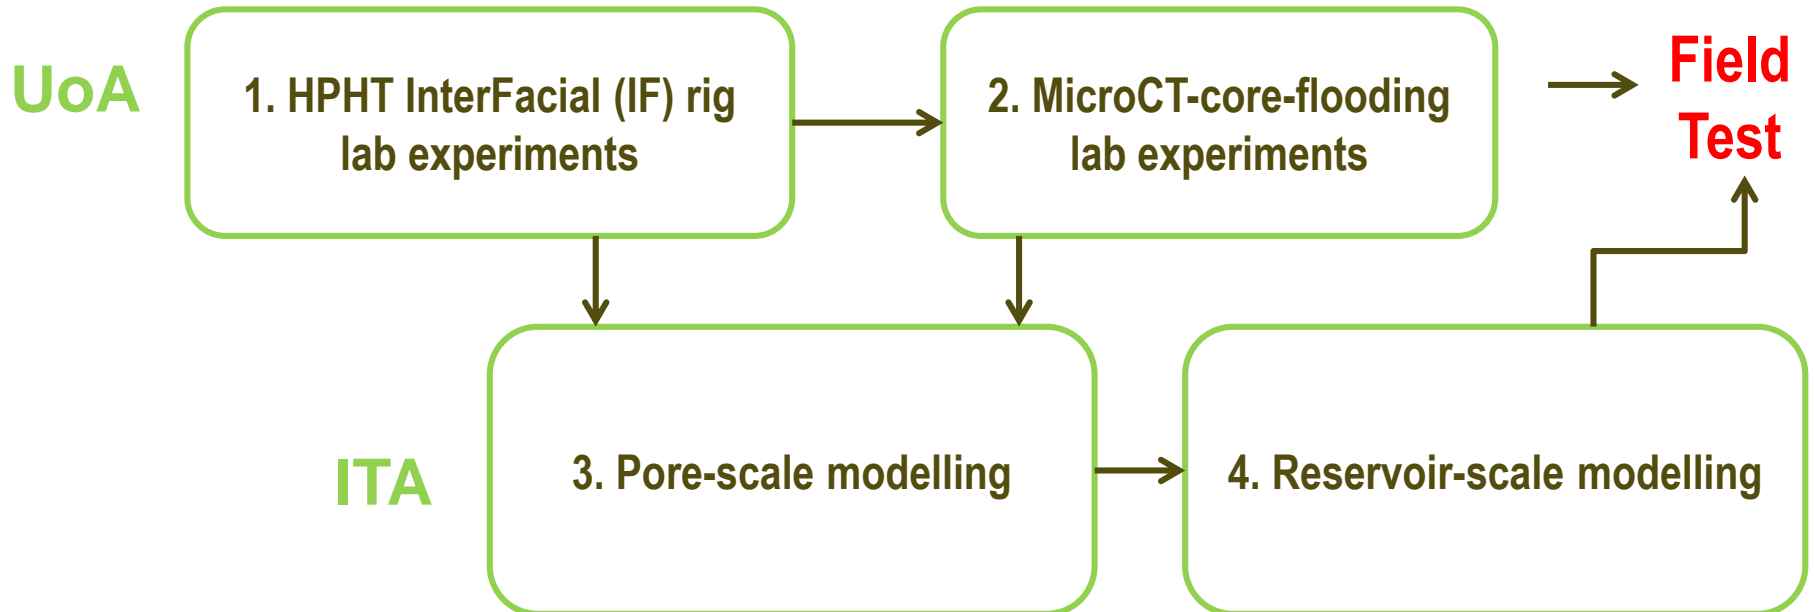 UoA
1. HPHT InterFacial (IF) rig
lab experiments
2. MicroCT-core-flooding
lab experiments
Field
Test
ITA
3. Pore-scale modelling
4. Reservoir-scale modelling